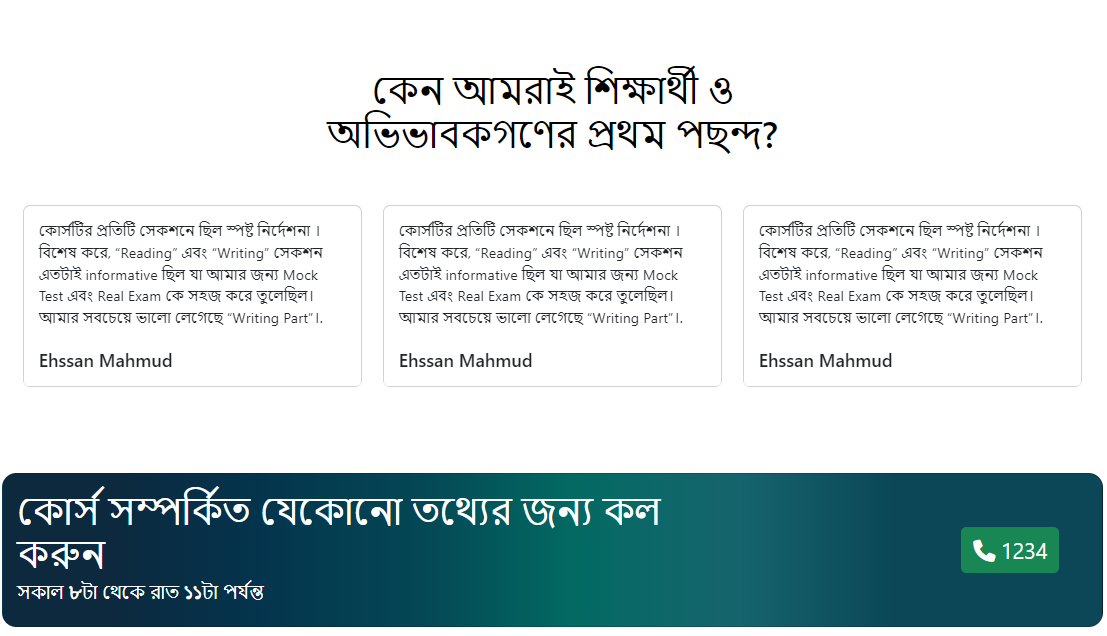 কেন আমরাই শিক্ষার্থী ও
অভিভাবকগণের প্রথম পছন্দ?
কোর্সটির প্রতিটি সেকশনে ছিল স্পষ্ট নির্দেশনা ।
বিশেষ করে, “Reading” এবং “Writing” সেকশন
এতটাই informative ছিল যা আমার জন্য Mock
Test এবং Real Exam কে সহজ করে তুলেছিল।
আমার সবচেয়ে ভালো লেগেছে “Writing Part”।.
Ehssan Mahmud
কোর্সটির প্রতিটি সেকশনে ছিল স্পষ্ট নির্দেশনা ।
বিশেষ করে, “Reading” এবং “Writing” সেকশন
এতটাই informative ছিল যা আমার জন্য Mock
Test এবং Real Exam কে সহজ করে তুলেছিল।
আমার সবচেয়ে ভালো লেগেছে “Writing Part”।.
Ehssan Mahmud
কোর্সটির প্রতিটি সেকশনে ছিল স্পষ্ট নির্দেশনা ।
বিশেষ করে, “Reading” এবং “Writing” সেকশন
এতটাই informative ছিল যা আমার জন্য Mock
Test এবং Real Exam কে সহজ করে তুলেছিল।
আমার সবচেয়ে ভালো লেগেছে “Writing Part”।.
Ehssan Mahmud
কোর্স সম্পর্কিত যেকোনো তথ্যের জন্য কল
করুন
সকাল ৮টা থেকে রাত ১১টা পর্যন্ত
1234